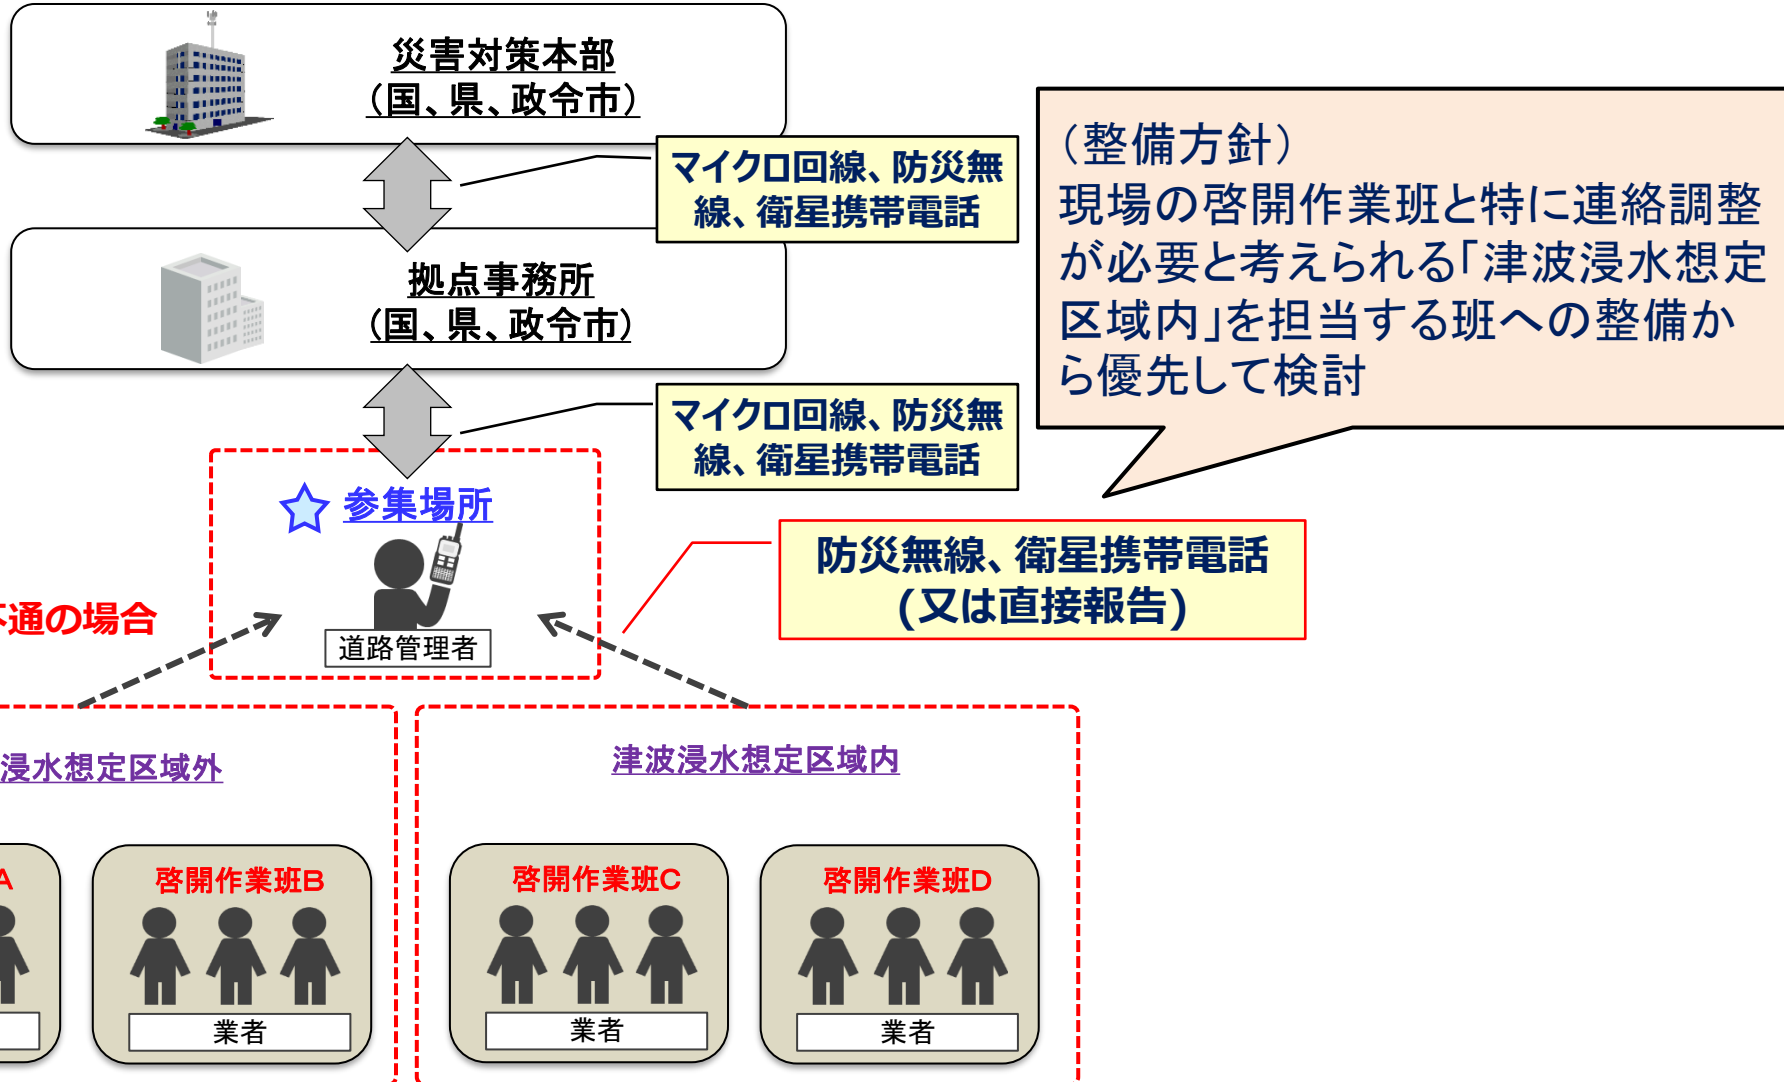 災害対策本部
（国、県、政令市）
マイクロ回線、防災無
線、衛星携帯電話
（整備方針）
現場の啓開作業班と特に連絡調整
が必要と考えられる「津波浸水想定
区域内」を担当する班への整備か
ら優先して検討
拠点事務所
（国、県、政令市）
マイクロ回線、防災無
線、衛星携帯電話
参集場所
防災無線、衛星携帯電話
(又は直接報告)
通の場合
道路管理者
浸水想定区域外
津波浸水想定区域内
A
啓開作業班B
啓開作業班C
啓開作業班D
業者
業者
業者